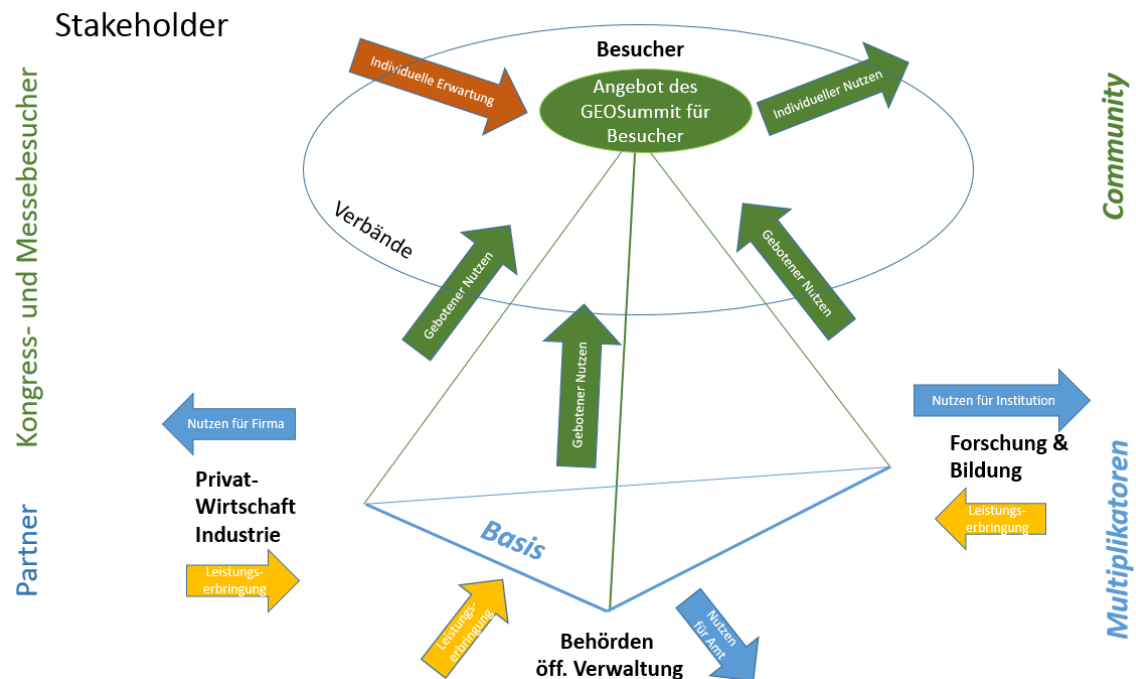 Stakeholder
Kongress- und Messebesucher
Partner
Individuelle Erwartung
Besucher
Angebot des
GEOSummit für
Besucher
Individueller Nutzen
Community
Verbände
Gebotener Nutzen
Gebotener Nutzen
Gebotener Nutzen
Nutzen für Firma
Privat-
Wirtschaft
Industrie
Leistungs-
erbringung
Basis
Leistungs-
erbringung
Behörden
öff. Verwaltung
Nutzen
für Amt
Nutzen für Institution
Forschung &
Bildung
Leistungs-
erbringung
Multiplikatoren